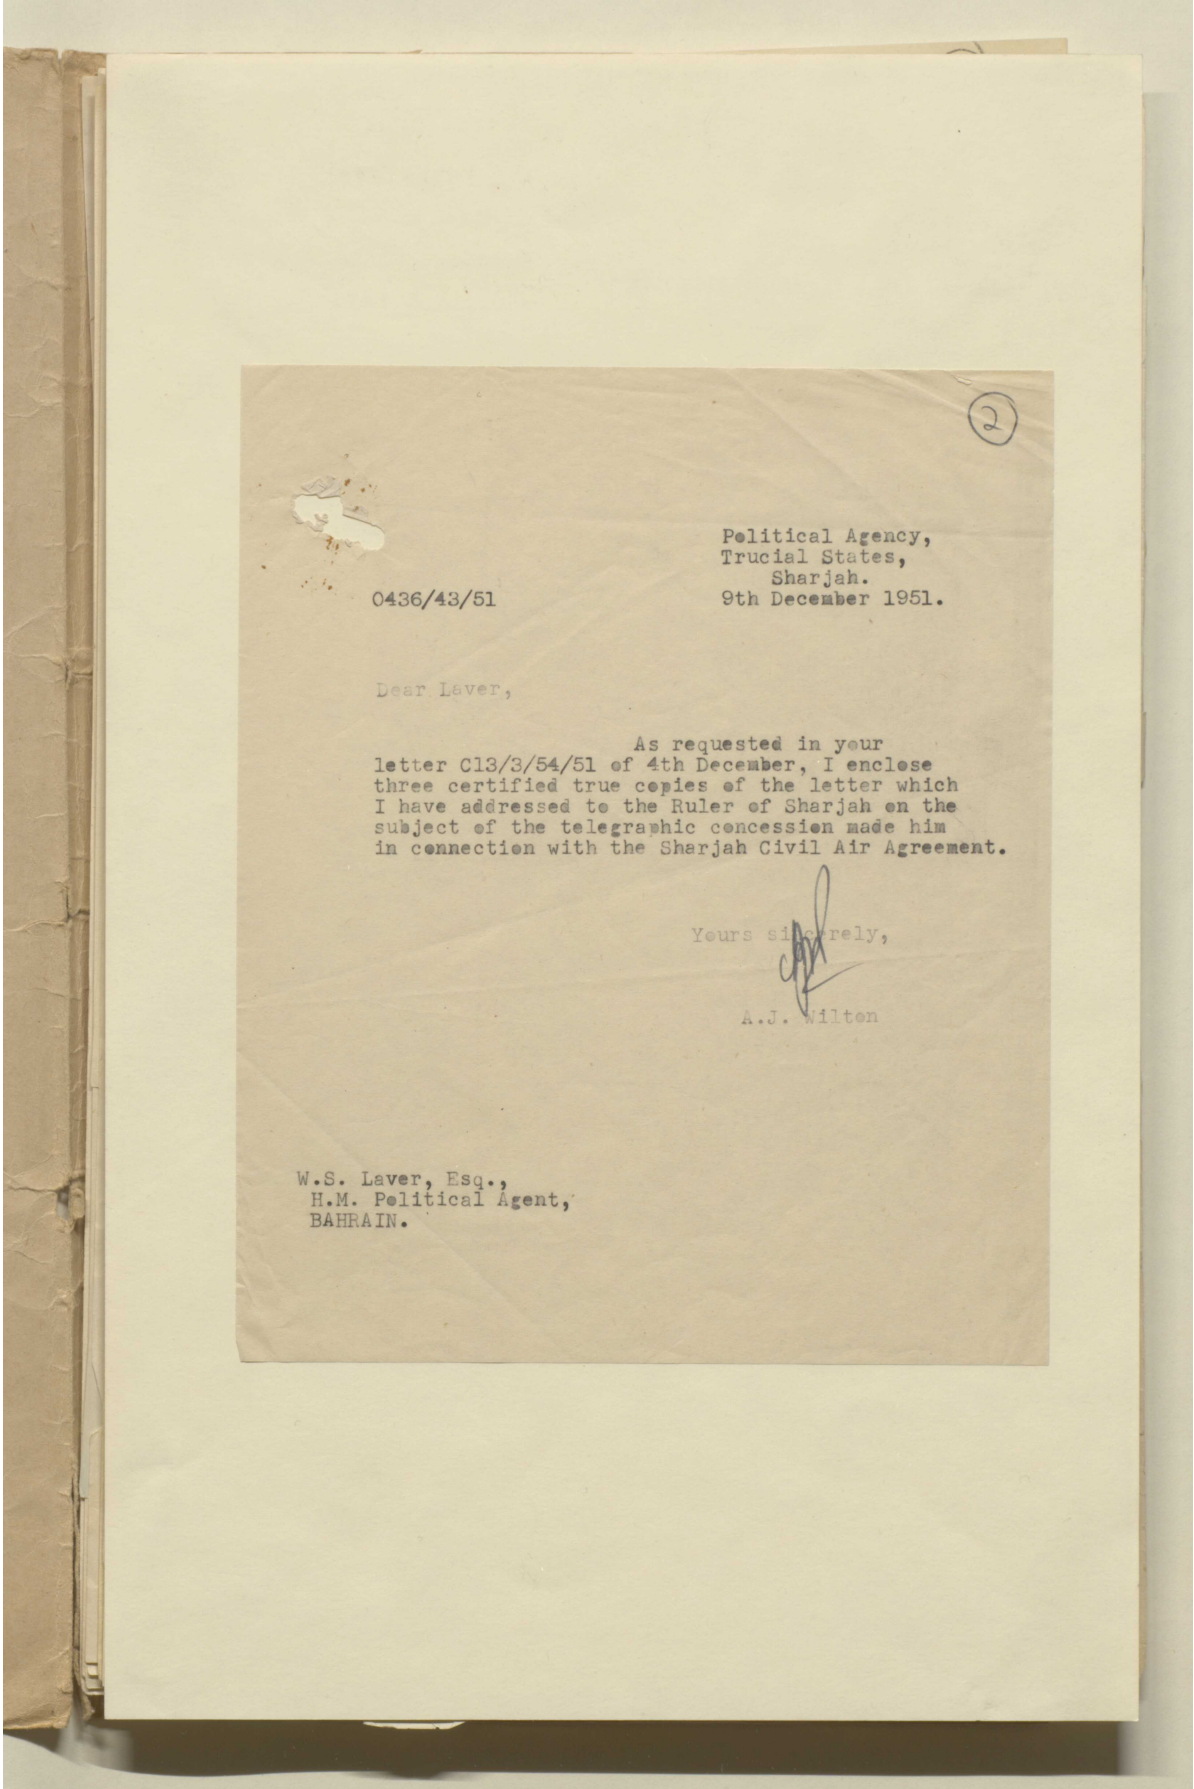 2
Political Agency,
Trucial States,
Sharjah.
0436/43/51
9th December 1951.
Dear Laver,
As requested in your
letter C13/3/54/51 of 4th December, I enclose
three certified true copies of the letter which
I have addressed to the Ruler of Sharjah on the
subject of the telegraphic concession made him
in connection with the Sharjah Civil Air Agreement.
Yours sincerely,
A.J. Wilton
W.S. Laver, Esq.,
H.M. Political Agent,
BAHRAIN.